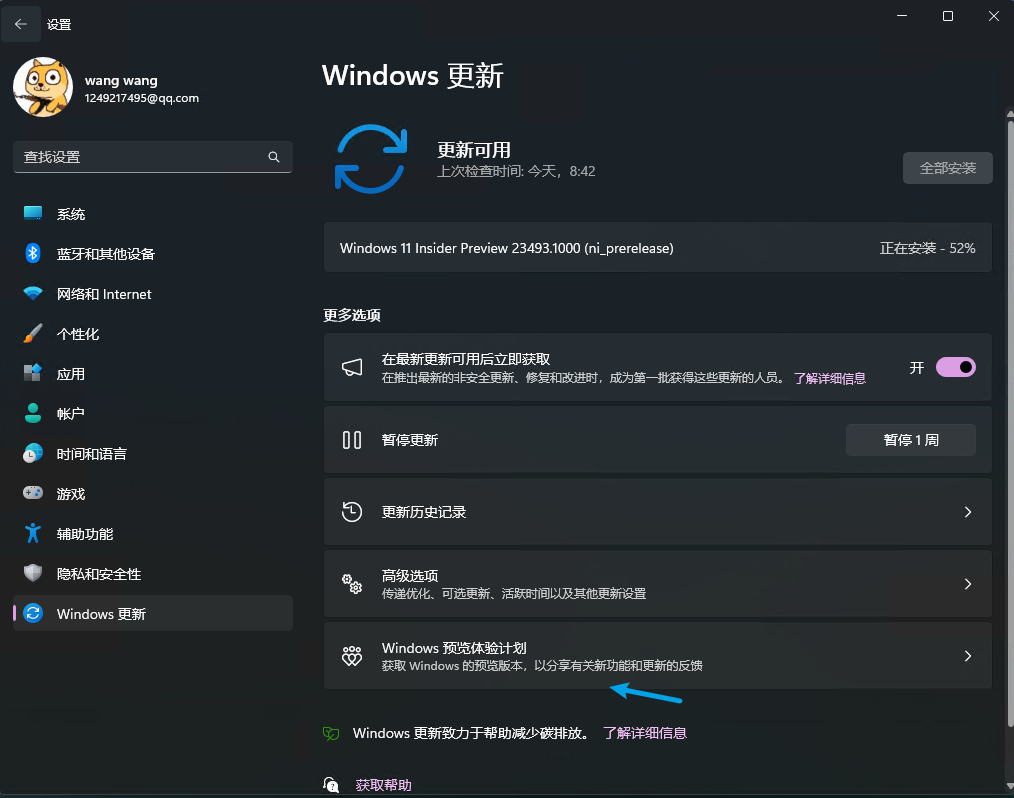 设置
wang wang
1249217495@qq.com
查找设置
系统
蓝牙和其他设备
网络和 Internet
个性化
应用
帐户
时间和语言
游戏
辅助功能
隐私和安全性
Windows 更新
Windows 更新
更新可用
上次检查时间: 今天，8:42
全部安装
Windows 11 Insider Preview 23493.1000 (ni_prerelease)
正在安装 - 52%
更多选项
在最新更新可用后立即获取
在推出最新的非安全更新、修复和改进时，成为第一批获得这些更新的人员。 了解详细信息
开
暂停更新
暂停 1 周
更新历史记录
高级选项
传递优化、可选更新、活跃时间以及其他更新设置
Windows 预览体验计划
获取 Windows 的预览版本，以分享有关新功能和更新的反馈
Windows 更新致力于帮助减少碳排放。 了解详细信息
获取帮助